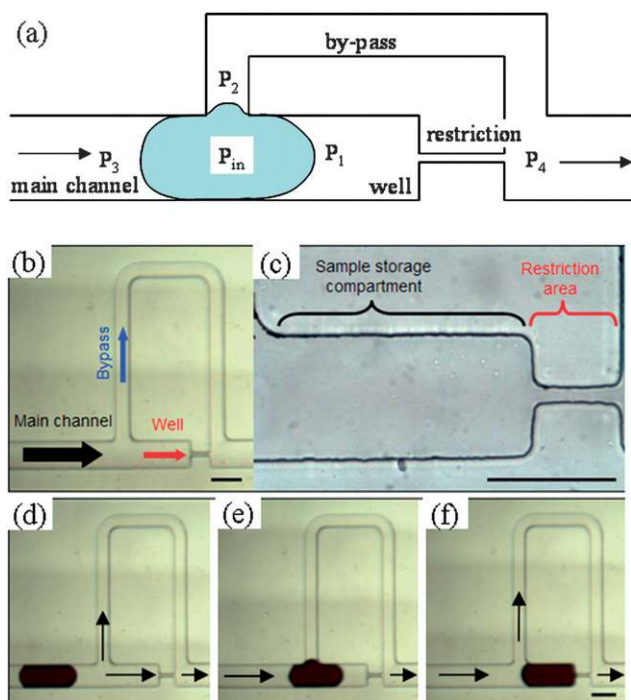 (a)
by-pass
P2
restriction
P3
Pin
P1
P4
main channel
well
(b)
Bypass
Main channel
Well
(c)
Sample storage
compartment
Restriction
area
(d)
(e)
(f)